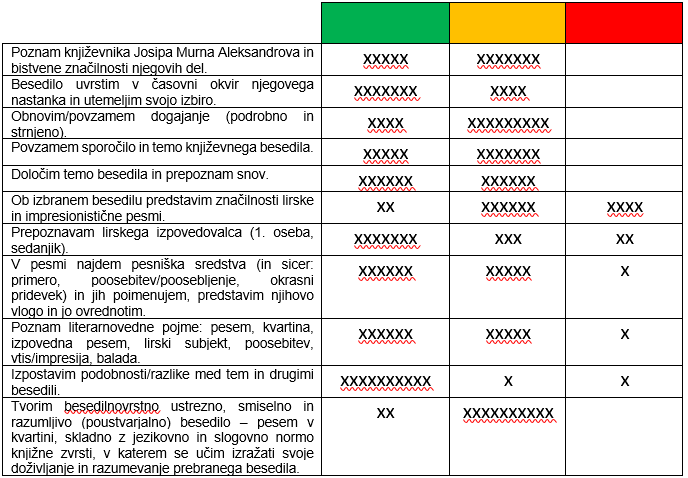 Poznam književnika Josipa Murna Aleksandrova in
bistvene značilnosti njegovih del.
XXXXX XXXXXXX
Besedilo uvrstim v časovni okvir njegovega
nastanka in utemeljim svojo izbiro.
XXXXXXX XXXX
Obnovim/povzamem dogajanje (podrobno in
strnjeno).
XXXX XXXXXXXXX
Povzamem sporočilo in temo književnega besedila.
XXXXX XXXXXXX
Določim temo besedila in prepoznam snov.
XXXXXX XXXXXX
Ob izbranem besedilu predstavim značilnosti lirske
in impresionistične pesmi.
XX XXXXXX XXXX
Prepoznavam lirskega izpovedovalca (1. oseba,
sedanjik).
XXXXXXX XXX XX
V pesmi najdem pesniška sredstva (in sicer:
primero, poosebitev/poosebljenje, okrasni
pridevek) in jih poimenujem, predstavim njihovo
vlogo in jo ovrednotim.
XXXXXX XXXXX X
Poznam literarnovedne pojme: pesem, kvartina,
izpovedna pesem, lirski subjekt, poosebitev,
vtis/impresija, balada.
XXXXXX XXXXX X
Izpostavim podobnosti/razlike med tem in drugimi
besedili.
XXXXXXXXXX X X
Tvorim besedilnovrstno ustrezno, smiselno in
razumljivo (poustvarjalno) besedilo – pesem v
kvartini, skladno z jezikovno in slogovno normo
knjižne zvrsti, v katerem se učim izražati svoje
doživljanje in razumevanje prebranega besedila.
XX XXXXXXXXXX